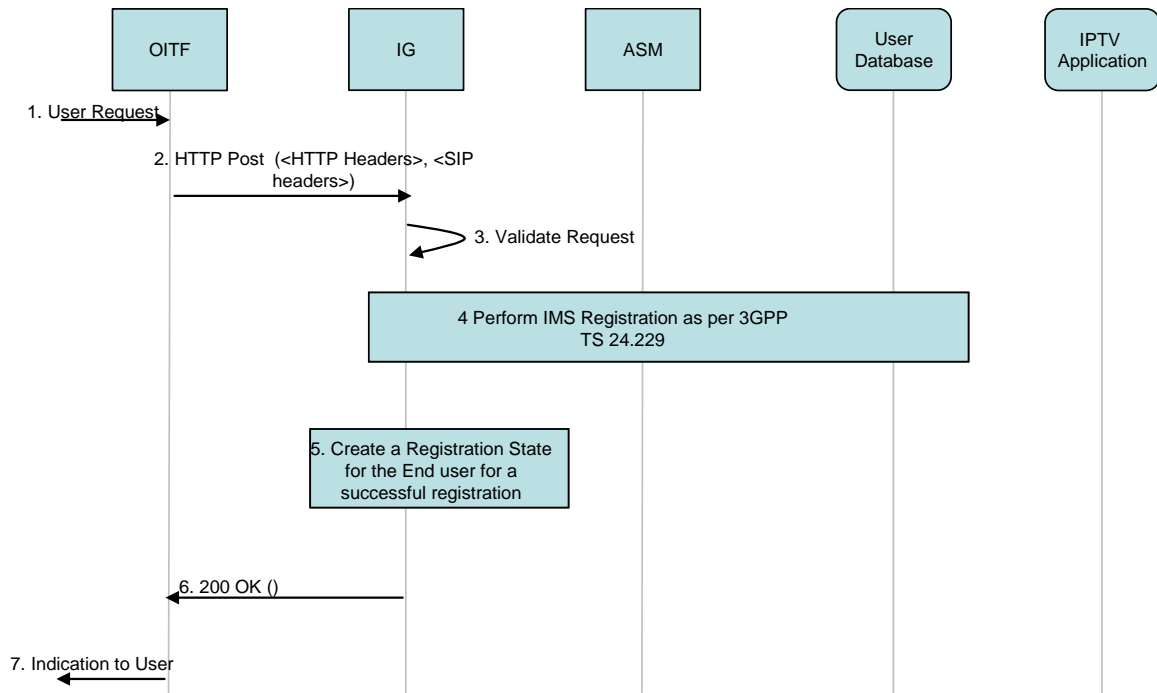 OITF
IG
ASM
User
Database
IPTV
Application
1. User Request
2. HTTP Post  (<HTTP Headers>, <SIP
headers>)
3. Validate Request
4 Perform IMS Registration as per 3GPP
TS 24.229
5. Create a Registration State
for the End user for a
successful registration
6. 200 OK ()
7. Indication to User